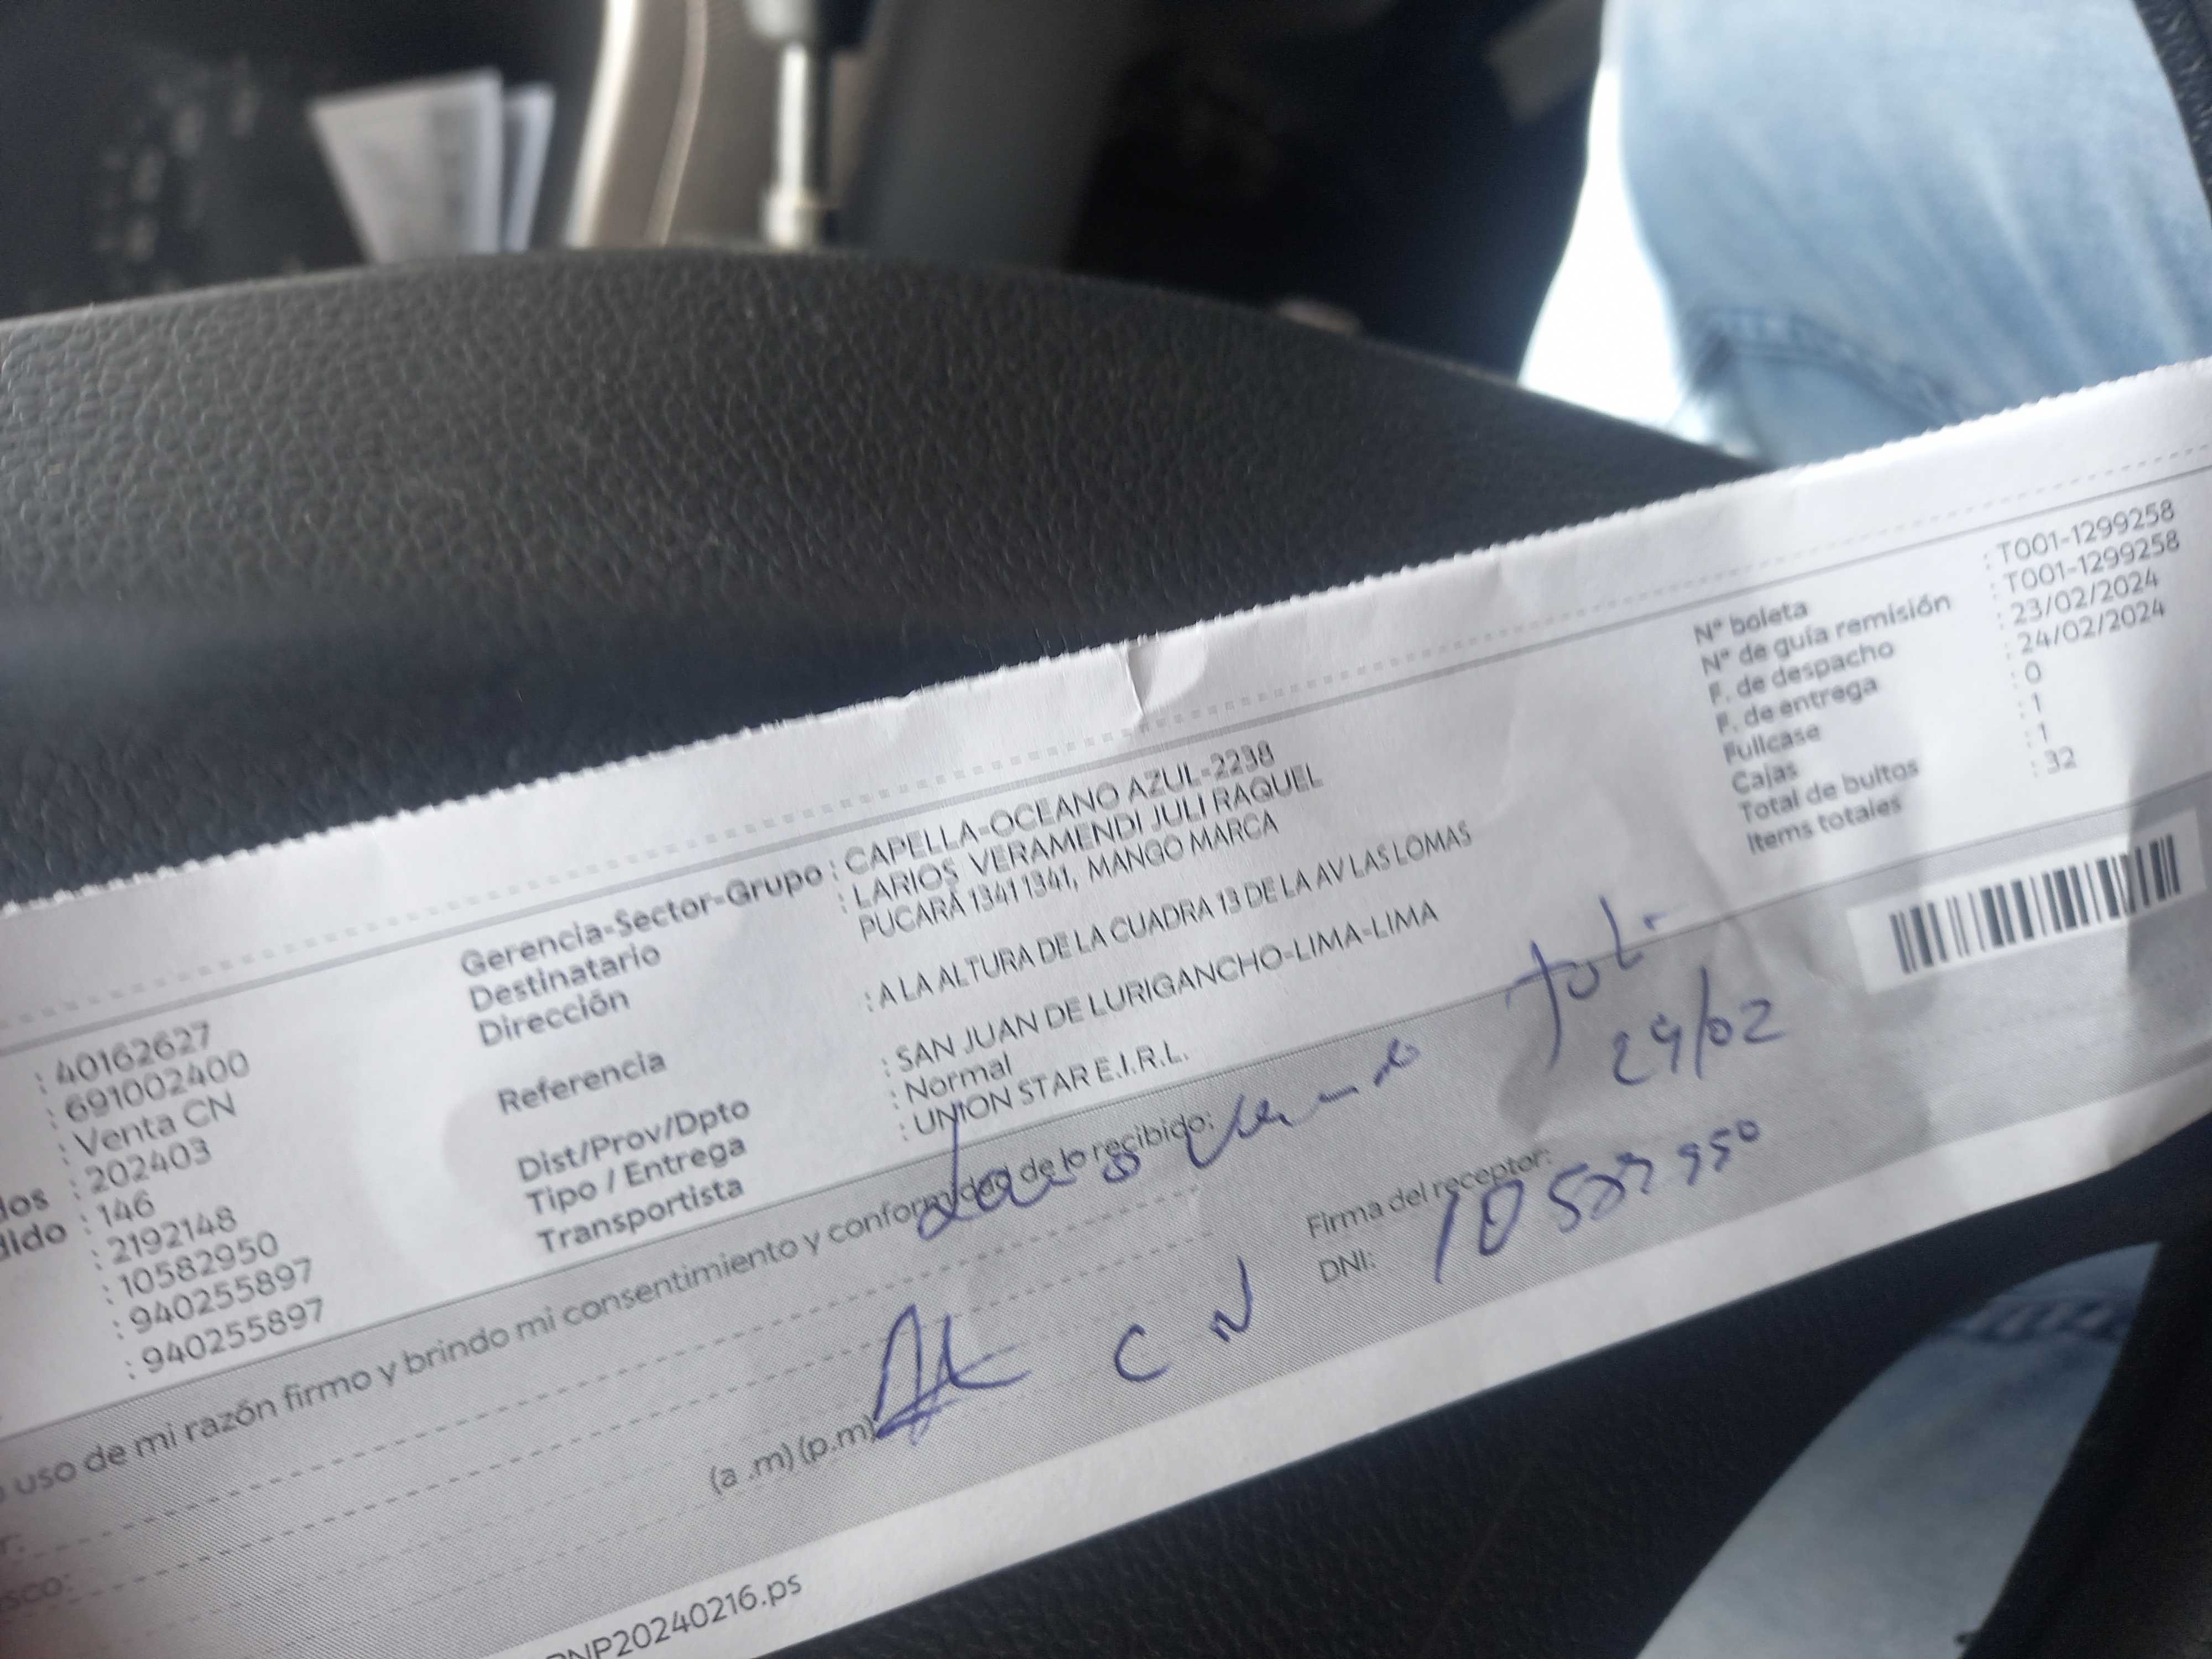 : 40162627
: 691002400
: Venta CN
dos : 202403
dido : 146
: 2192148
: 10582950
: 940255897
: 940255897
Gerencia-Sector-Grupo : CAPELLA-OCEANO AZUL-2238
Destinatario : LARIOS VERAMENDI JULI RAQUEL
Dirección PUCARÁ 1341 1341, MANGO MARCA
Referencia : A LA ALTURA DE LA CUADRA 13 DE LA AV LAS LOMAS
Dist/Prov/Dpto : SAN JUAN DE LURIGANCHO-LIMA-LIMA
Tipo / Entrega : Normal
Transportista : UNION STAR E.I.R.L.
N° boleta : T001-1299258
N° de guía remisión : T001-1299258
F. de despacho : 23/02/2024
F. de entrega : 24/02/2024
Fullcase : 0
Cajas : 1
Total de bultos : 1
Items totales : 32
uso de mi razón firmo y brindo mi consentimiento y conformidad de lo recibido:
24/02
Firma del receptor:
DNI:
(a .m) (p.m)
C N
r:
sco:
PNP20240216.ps